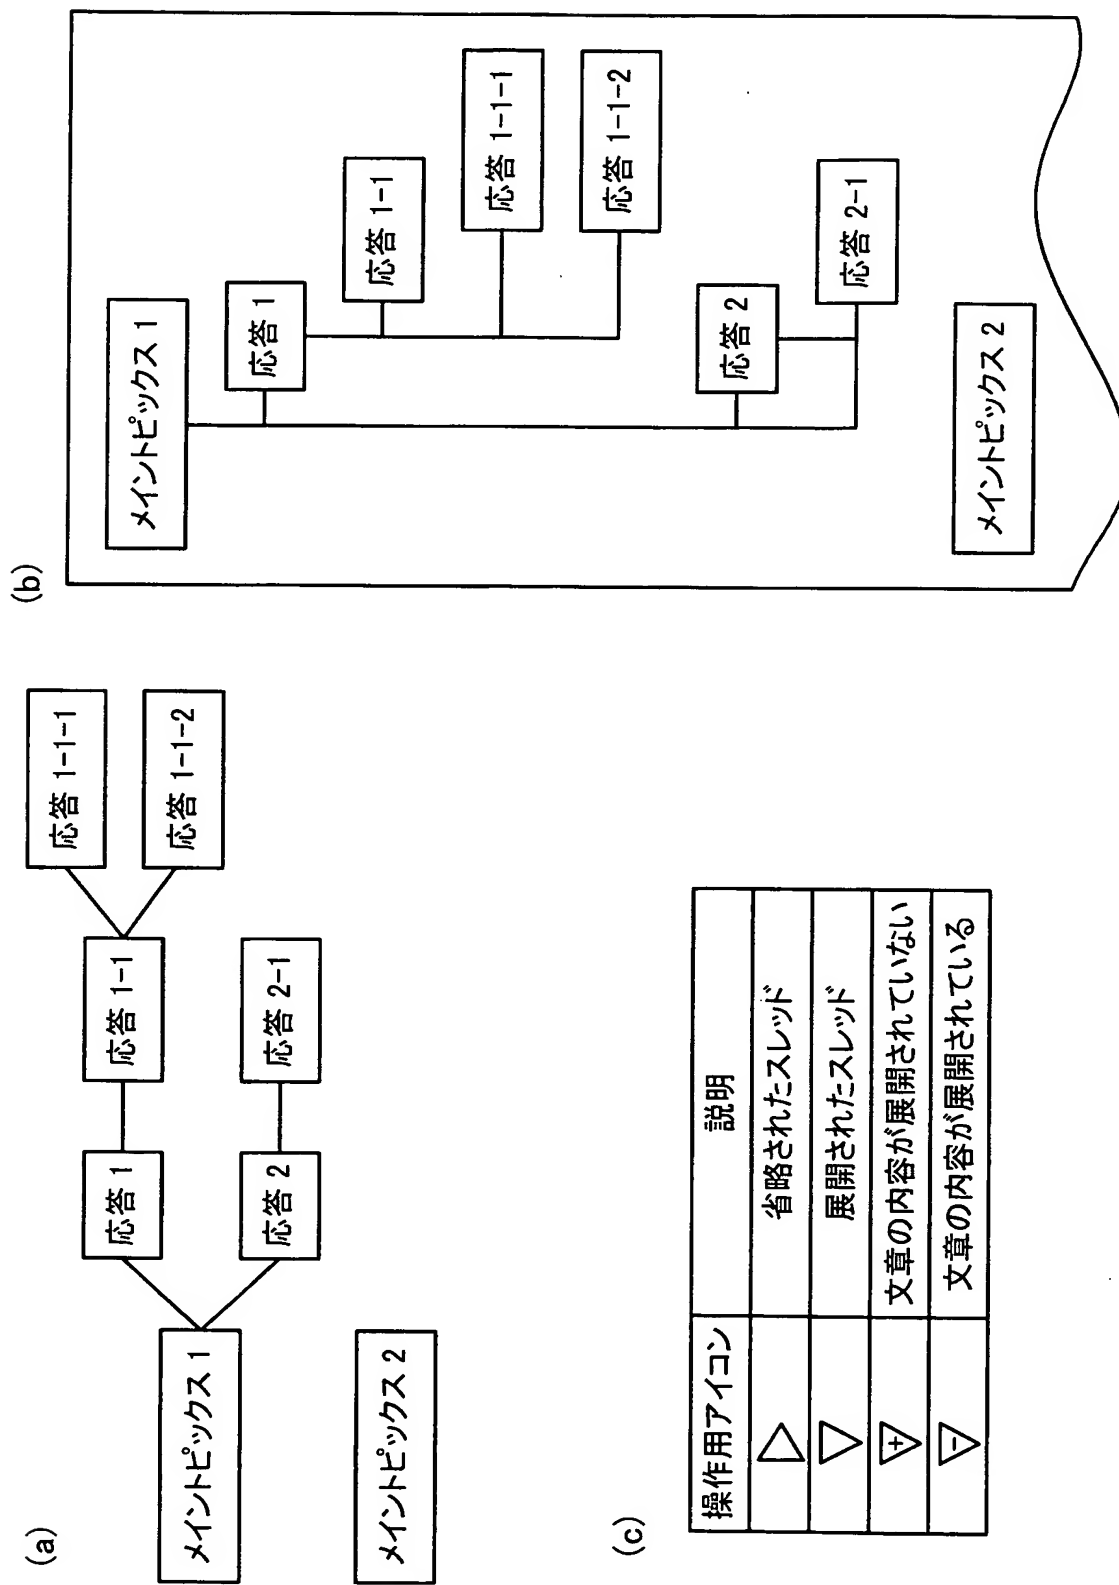 (a)
メイントピックス 1
応答 1
応答 1-1
応答 1-1-1
応答 1-1-2
応答 2
応答 2-1
メイントピックス 2
(b)
メイントピックス 1
応答 1
応答 1-1
応答 1-1-1
応答 1-1-2
応答 2
応答 2-1
メイントピックス 2
(c)
操作用アイコン 説明
省略されたスレッド
展開されたスレッド
+ 文章の内容が展開されていない
- 文章の内容が展開されている